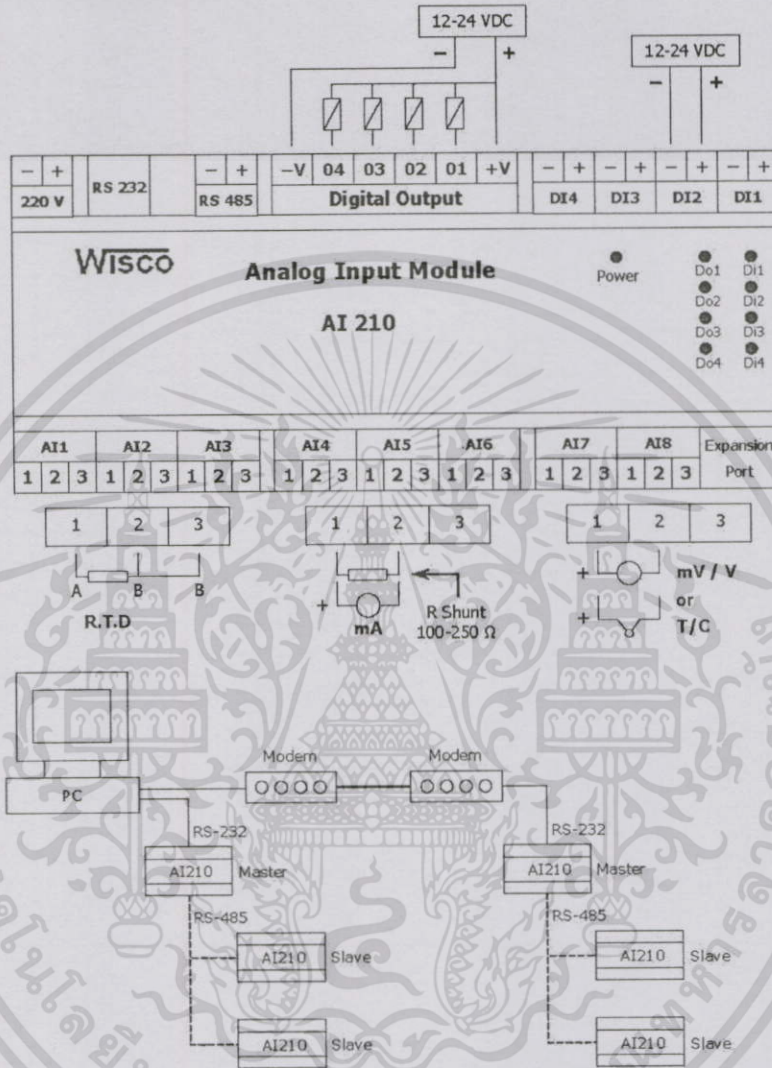 12-24 VDC
- +
12-24 VDC
- +
- + RS 232 - + -V 04 03 02 01 +V - + - + - + - +
220 V RS 485 Digital Output DI4 DI3 DI2 DI1
WISCO Analog Input Module
AI 210
Power
Do1 Di1
Do2 Di2
Do3 Di3
Do4 Di4
AI1 AI2 AI3 AI4 AI5 AI6 AI7 AI8 Expansion
1 2 3 1 2 3 1 2 3 1 2 3 1 2 3 1 2 3 1 2 3 1 2 3 Port
1 2 3
A B B
R.T.D
1 2 3
+
mA
R Shunt
100-250 Ω
1 2 3
+ mV / V
or
+ T/C
PC
Modem Modem
RS-232 RS-232
AI210 Master AI210 Master
RS-485 RS-485
AI210 Slave AI210 Slave
AI210 Slave AI210 Slave